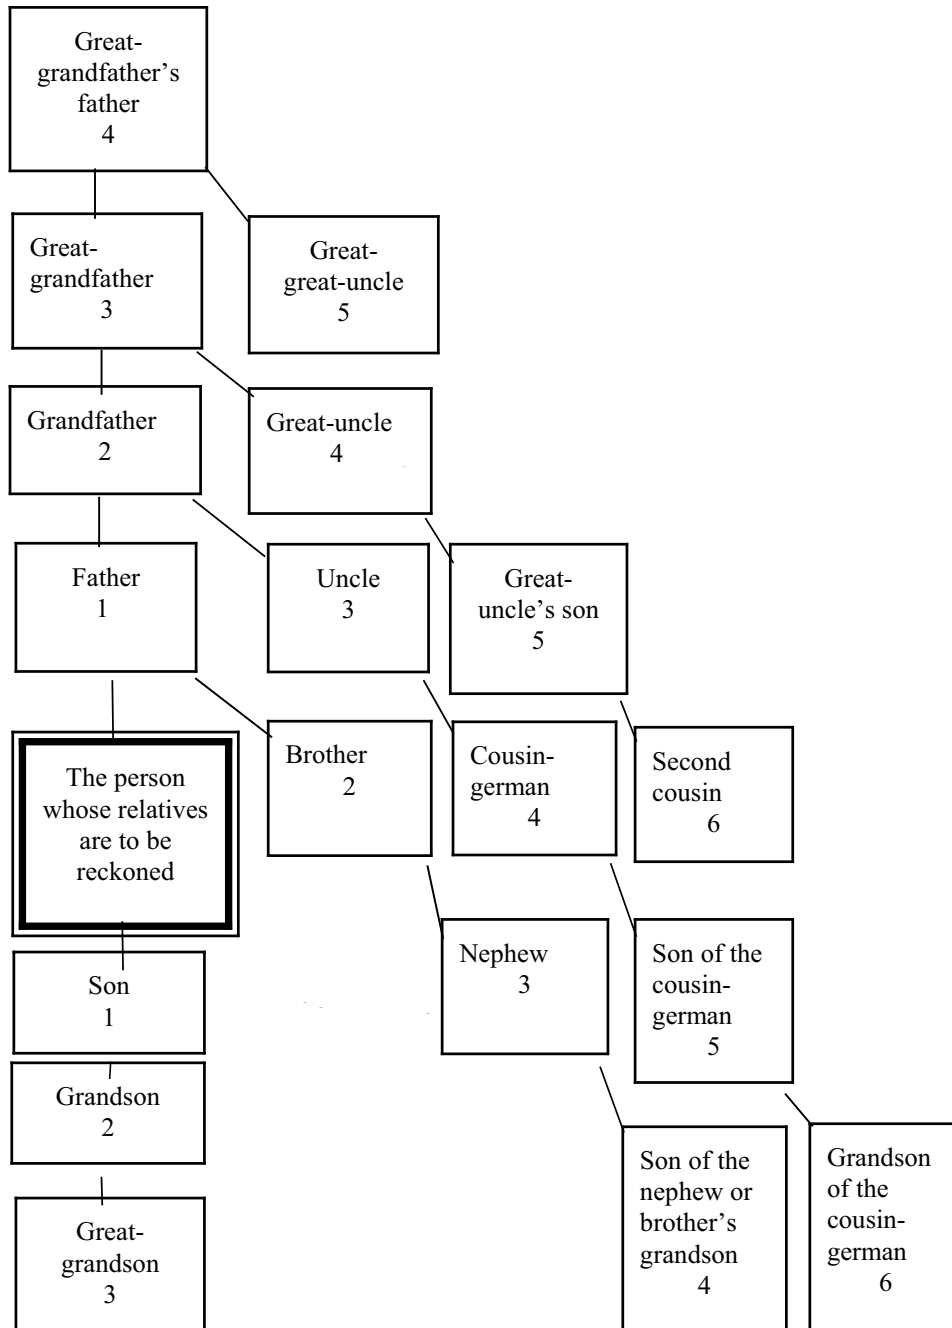 Great-
grandfather’s
father
4
Great-
grandfather
3
Great-
great-uncle
5
Grandfather
2
Great-uncle
4
Father
1
Uncle
3
Great-
uncle’s son
5
The person
whose relatives
are to be
reckoned
Brother
2
Cousin-
german
4
Second
cousin
6
Son
1
Nephew
3
Son of the
cousin-
german
5
Grandson
2
Great-
grandson
3
Son of the
nephew or
brother’s
grandson
4
Grandson
of the
cousin-
german
6